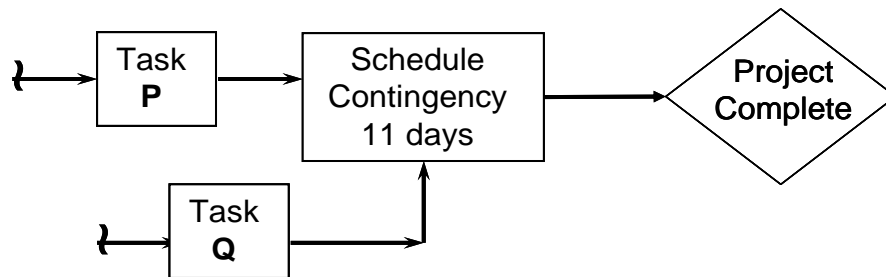 Task
P
Schedule
Contingency
11 days
Project
Complete
Task
Q